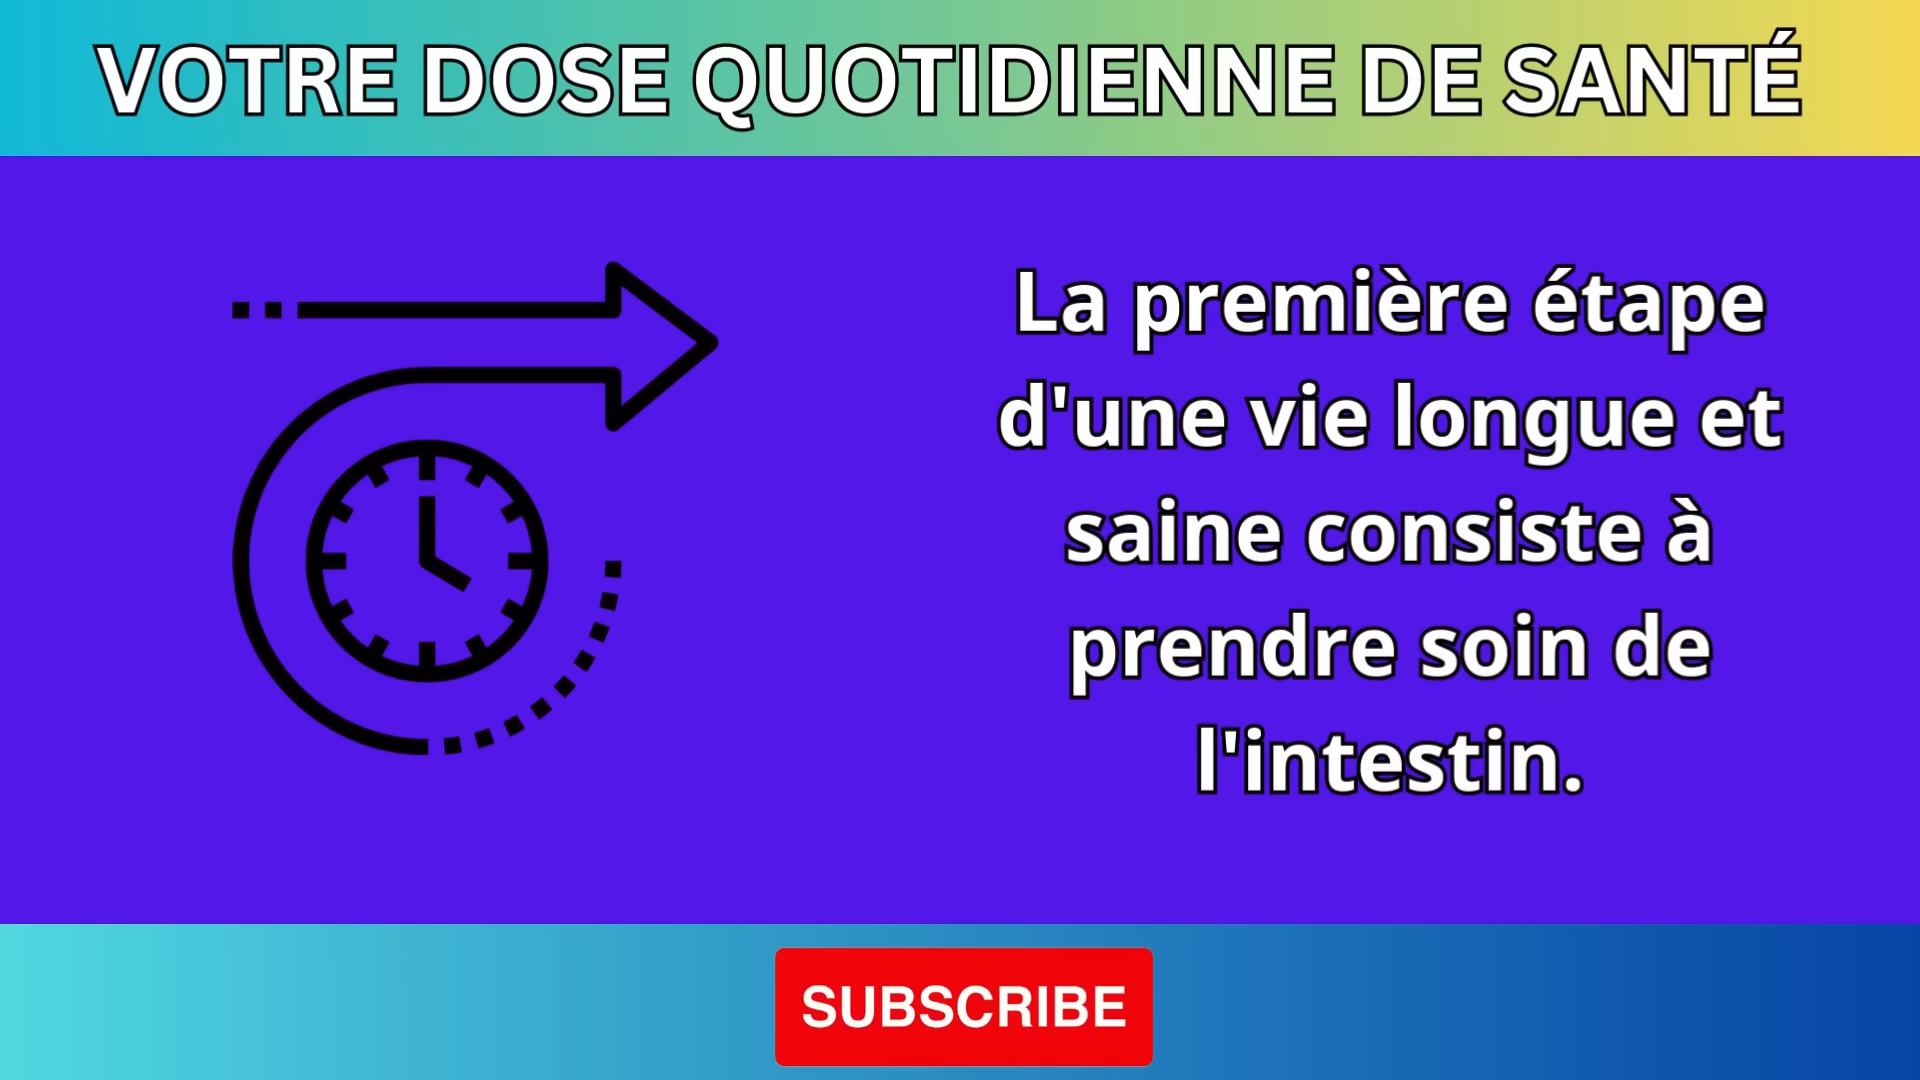 VOTRE DOSE QUOTIDIENNE DE SANTÉ
La première étape
d'une vie longue et
saine consiste à
prendre soin de
l'intestin.
SUBSCRIBE